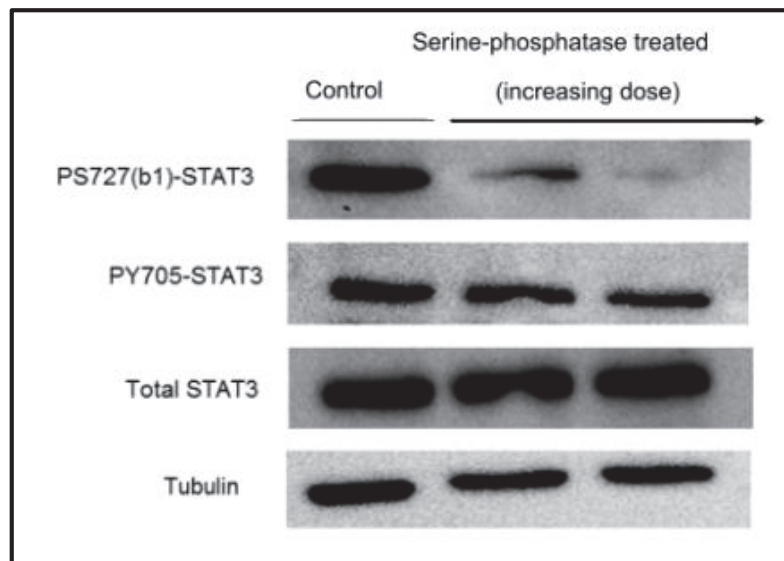 Serine-phosphatase treated
Control
(increasing dose)
PS727(b1)-STAT3
PY705-STAT3
Total STAT3
Tubulin